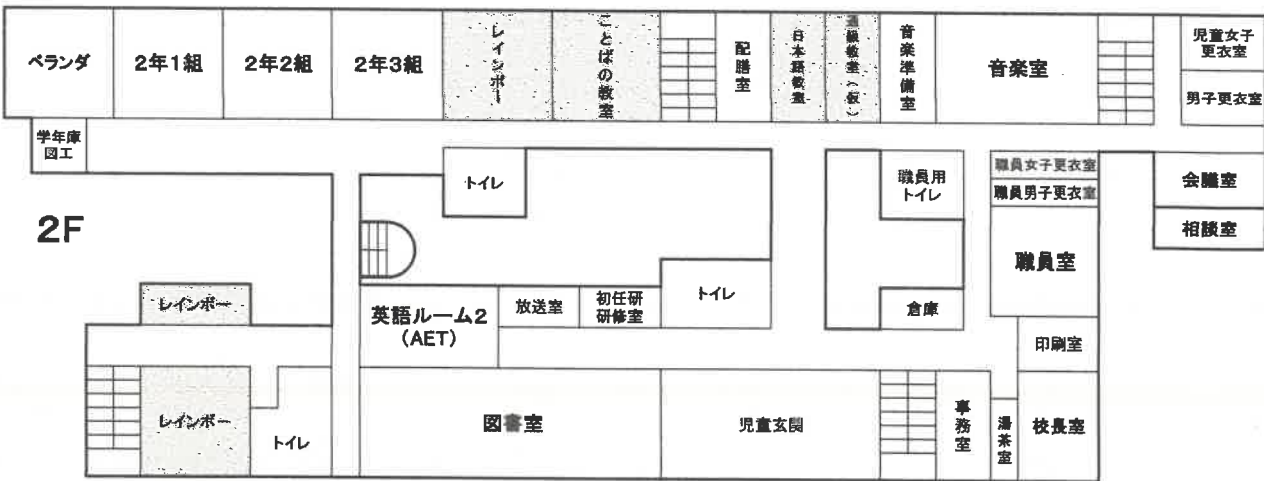 ベランダ
2年1組
2年2組
2年3組
レインボー
ことばの教室
配膳室
日本語教室
通級教室(仮)
音楽準備室
音楽室
児童女子
更衣室
男子更衣室
学年庫
図工
トイレ
職員用
トイレ
職員女子更衣室
職員男子更衣室
会議室
相談室
2F
職員室
レインボー
英語ルーム2
(AET)
放送室
初任研
研修室
トイレ
倉庫
印刷室
レインボー
トイレ
図書室
児童玄関
事務室
湯茶室
校長室